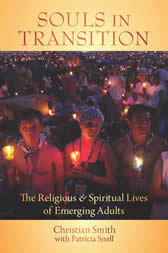 SOULS IN
TRANSITION
The Religious & Spiritual Lives
of Emerging Adults
Christian Smith
with Patricia Snell